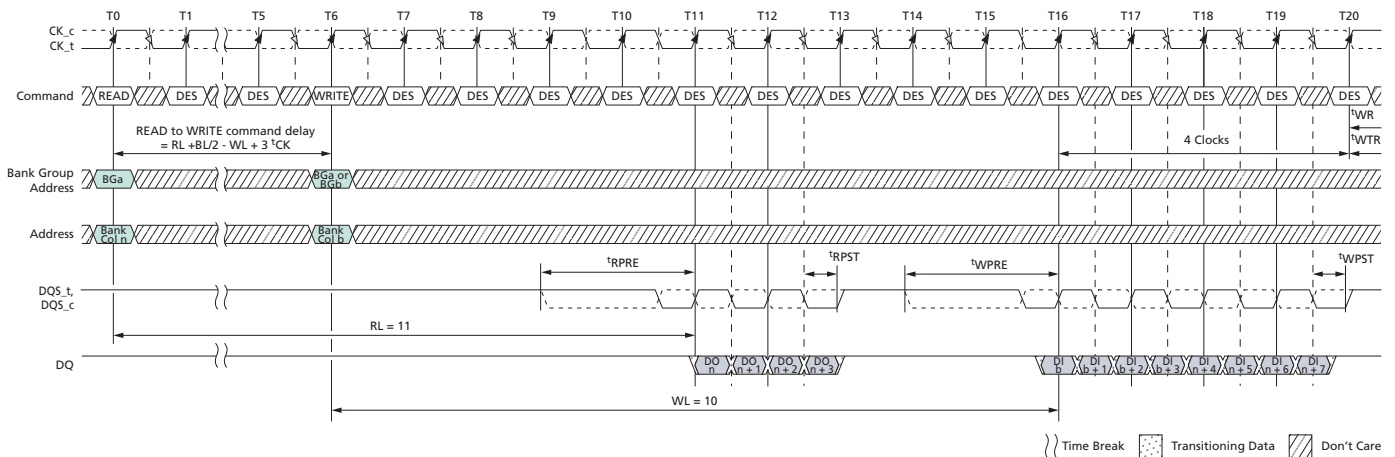 T0 T1 T5 T6 T7 T8 T9 T10 T11 T12 T13 T14 T15 T16 T17 T18 T19 T20
CK_c
CK_t
Command READ DES DES WRITE DES DES DES DES DES DES DES DES DES DES DES DES DES DES
tWR
READ to WRITE command delay
= RL +BL/2 - WL + 3 tCK
4 Clocks
tWTR
Bank Group
Address
BGa
BGa or
BGb
Address
Bank
Col n
Bank
Col b
tRPRE tRPST tWPRE tWPST
DQS_t,
DQS_c
RL = 11
DQ
DO
n
DO
n + 1
DO
n + 2
DO
n + 3
DI
b
DI
b + 1
DI
b + 2
DI
b + 3
DI
n + 4
DI
n + 5
DI
n + 6
DI
n + 7
WL = 10
Time Break Transitioning Data Don't Care